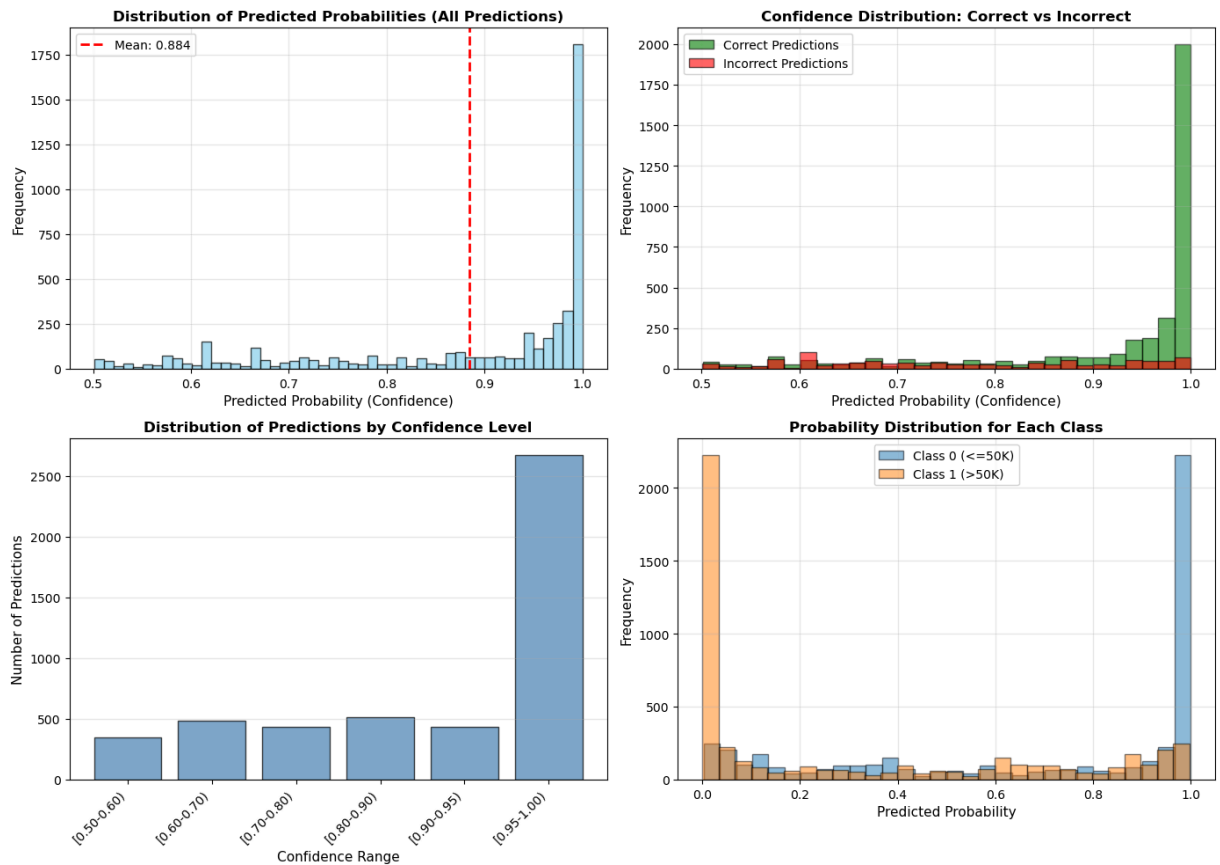 Distribution of Predicted Probabilities (All Predictions)
Mean: 0.884
Frequency
1750
1500
1250
1000
750
500
250
0
0.5 0.6 0.7 0.8 0.9 1.0
Predicted Probability (Confidence)
Confidence Distribution: Correct vs Incorrect
Correct Predictions
Incorrect Predictions
Frequency
2000
1750
1500
1250
1000
750
500
250
0
0.5 0.6 0.7 0.8 0.9 1.0
Predicted Probability (Confidence)
Distribution of Predictions by Confidence Level
Number of Predictions
2500
2000
1500
1000
500
0
[0.50-0.60) [0.60-0.70) [0.70-0.80) [0.80-0.90) [0.90-0.95) [0.95-1.00)
Confidence Range
Probability Distribution for Each Class
Class 0 (<=50K)
Class 1 (>50K)
Frequency
2000
1500
1000
500
0
0.0 0.2 0.4 0.6 0.8 1.0
Predicted Probability